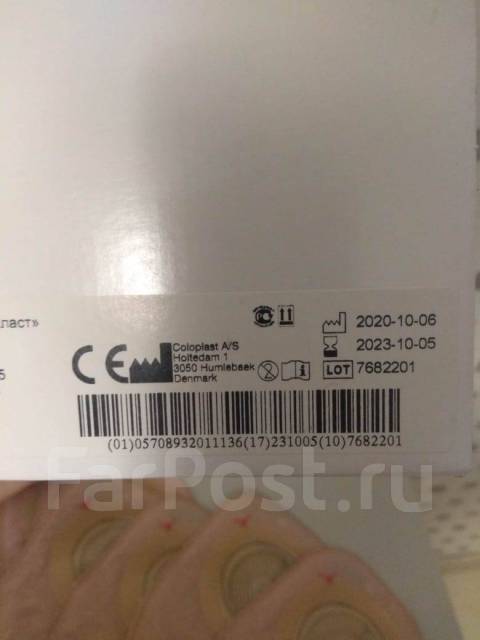 ласт»
5
CE
Coloplast A/S
Holtedam 1
3050 Humlebaek
Denmark
2020-10-06
2023-10-05
LOT 7682201
(01)05708932011136(17)231005(10)7682201
FarPost.ru